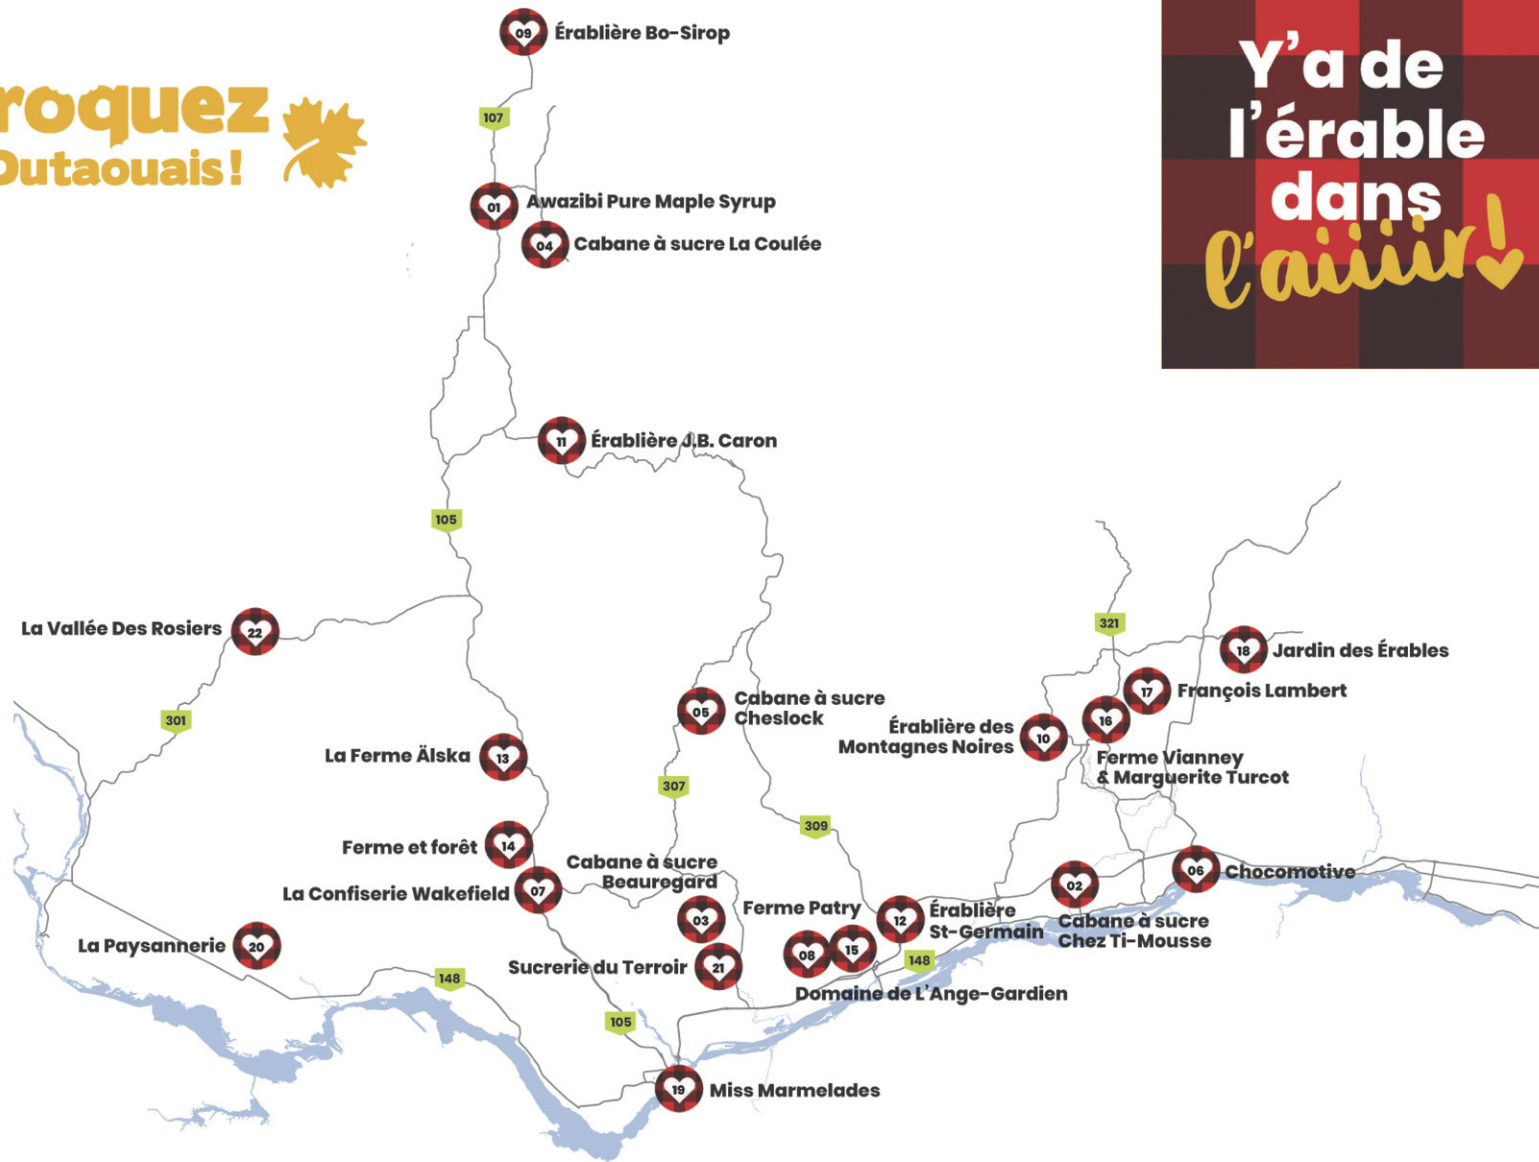 roquez
Outaouais!
Y'a de
l'érable
dans
l'aiiiir!
09 Érablière Bo-Sirop
107
01 Awazibi Pure Maple Syrup
04 Cabane à sucre La Coulée
11 Érablière J.B. Caron
105
321
La Vallée Des Rosiers 22
18 Jardin des Érables
17 François Lambert
05 Cabane à sucre
Cheslock
301
16
Érablière des
Montagnes Noires 10
La Ferme Älska 13
Ferme Vianney
& Marguerite Turcot
307
309
Ferme et forêt 14
Cabane à sucre
Beauregard
03
06 Chocomotive
La Confiserie Wakefield 07
02
Cabane à sucre
Chez Ti-Mousse
Ferme Patry
12 Érablière
St-Germain
La Paysannerie 20
08
15
148
Sucrerie du Terroir 21
148
Domaine de L'Ange-Gardien
105
19 Miss Marmelades